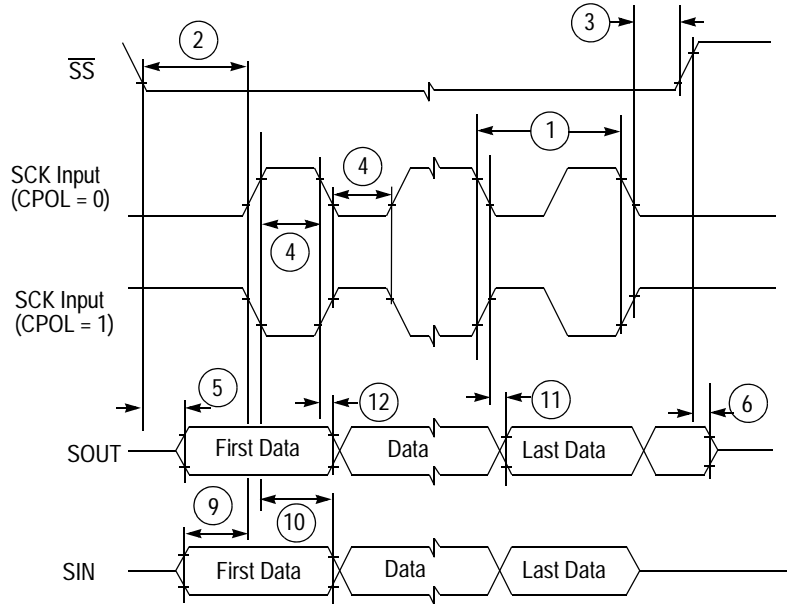 2
3
SS
1
SCK Input
(CPOL = 0)
4
4
SCK Input
(CPOL = 1)
5
12
11
6
SOUT
First Data
Data
Last Data
9
10
SIN
First Data
Data
Last Data